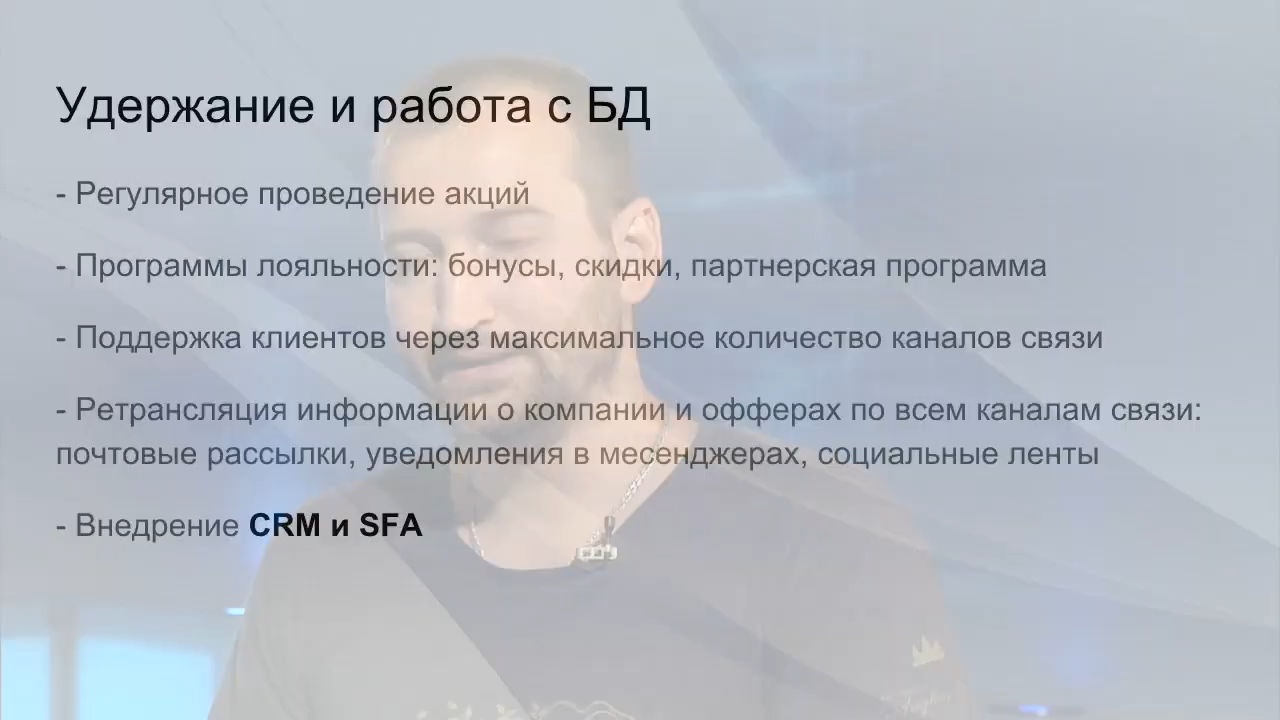 Удержание и работа с БД
- Регулярное проведение акций
- Программы лояльности: бонусы, скидки, партнерская программа
- Поддержка клиентов через максимальное количество каналов связи
- Ретрансляция информации о компании и офферах по всем каналам связи:
почтовые рассылки, уведомления в месенджерах, социальные ленты
- Внедрение CRM и SFA